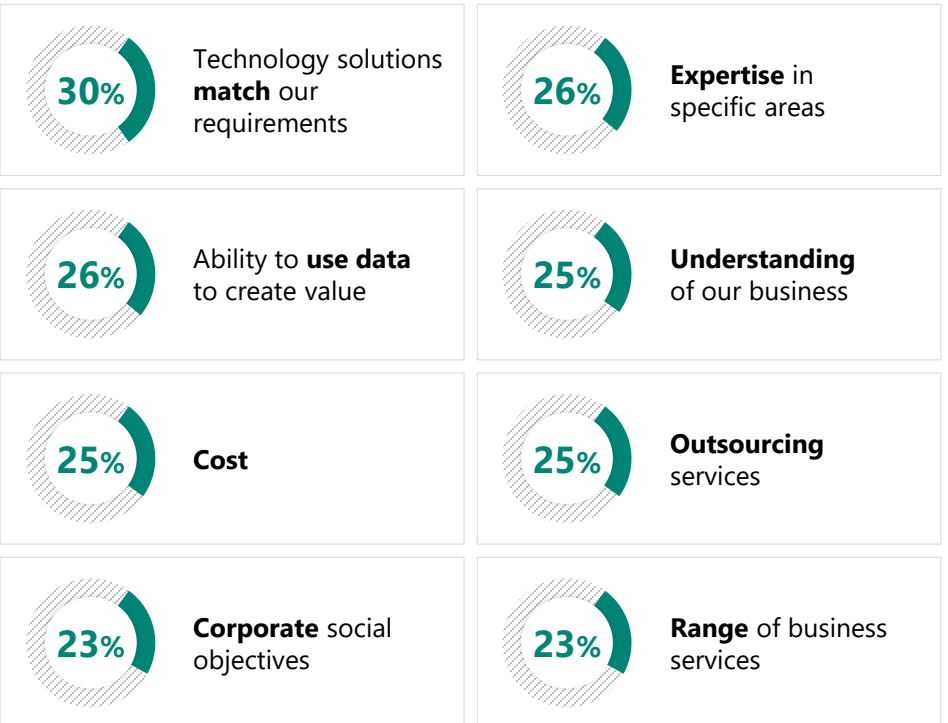 30%
Technology solutions
match our
requirements
26%
Expertise in
specific areas
26%
Ability to use data
to create value
25%
Understanding
of our business
25%
Cost
25%
Outsourcing
services
23%
Corporate social
objectives
23%
Range of business
services